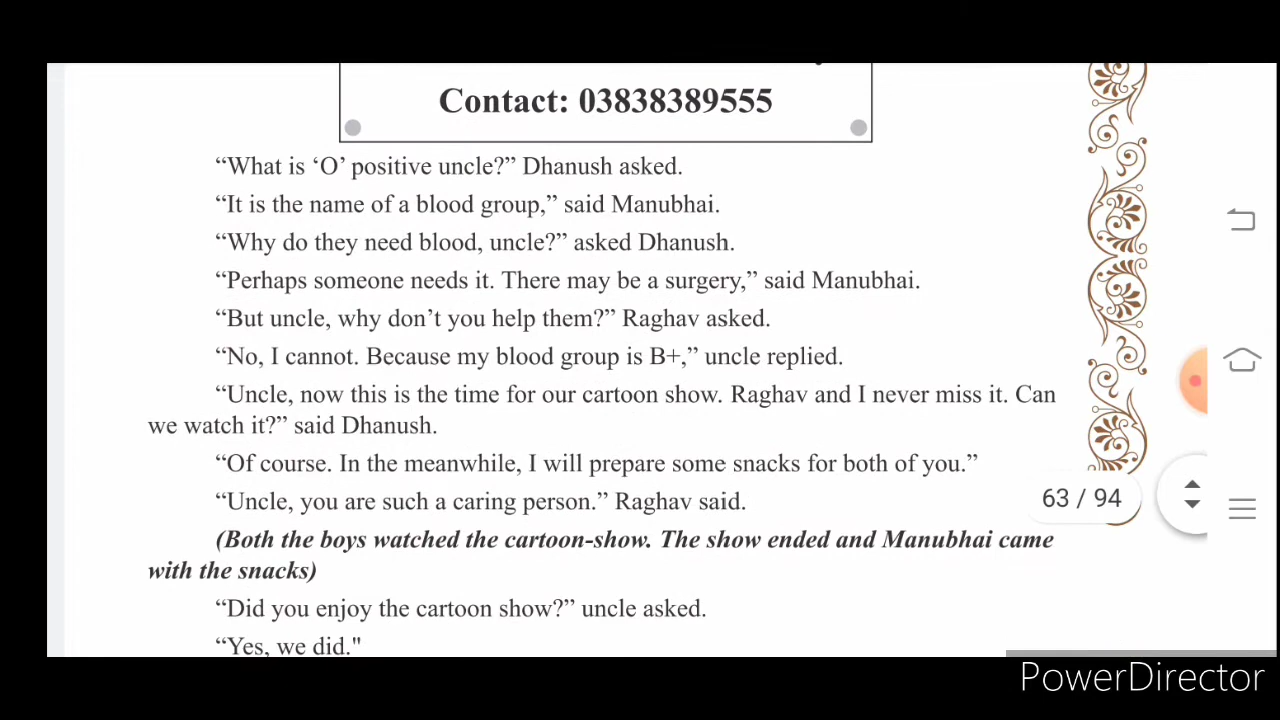 Contact: 03838389555
“What is ‘O’ positive uncle?” Dhanush asked.
“It is the name of a blood group,” said Manubhai.
“Why do they need blood, uncle?” asked Dhanush.
“Perhaps someone needs it. There may be a surgery,” said Manubhai.
“But uncle, why don’t you help them?” Raghav asked.
“No, I cannot. Because my blood group is B+,” uncle replied.
“Uncle, now this is the time for our cartoon show. Raghav and I never miss it. Can
we watch it?” said Dhanush.
“Of course. In the meanwhile, I will prepare some snacks for both of you.”
“Uncle, you are such a caring person.” Raghav said.
63 / 94
(Both the boys watched the cartoon-show. The show ended and Manubhai came
with the snacks)
“Did you enjoy the cartoon show?” uncle asked.
“Yes, we did."
PowerDirector